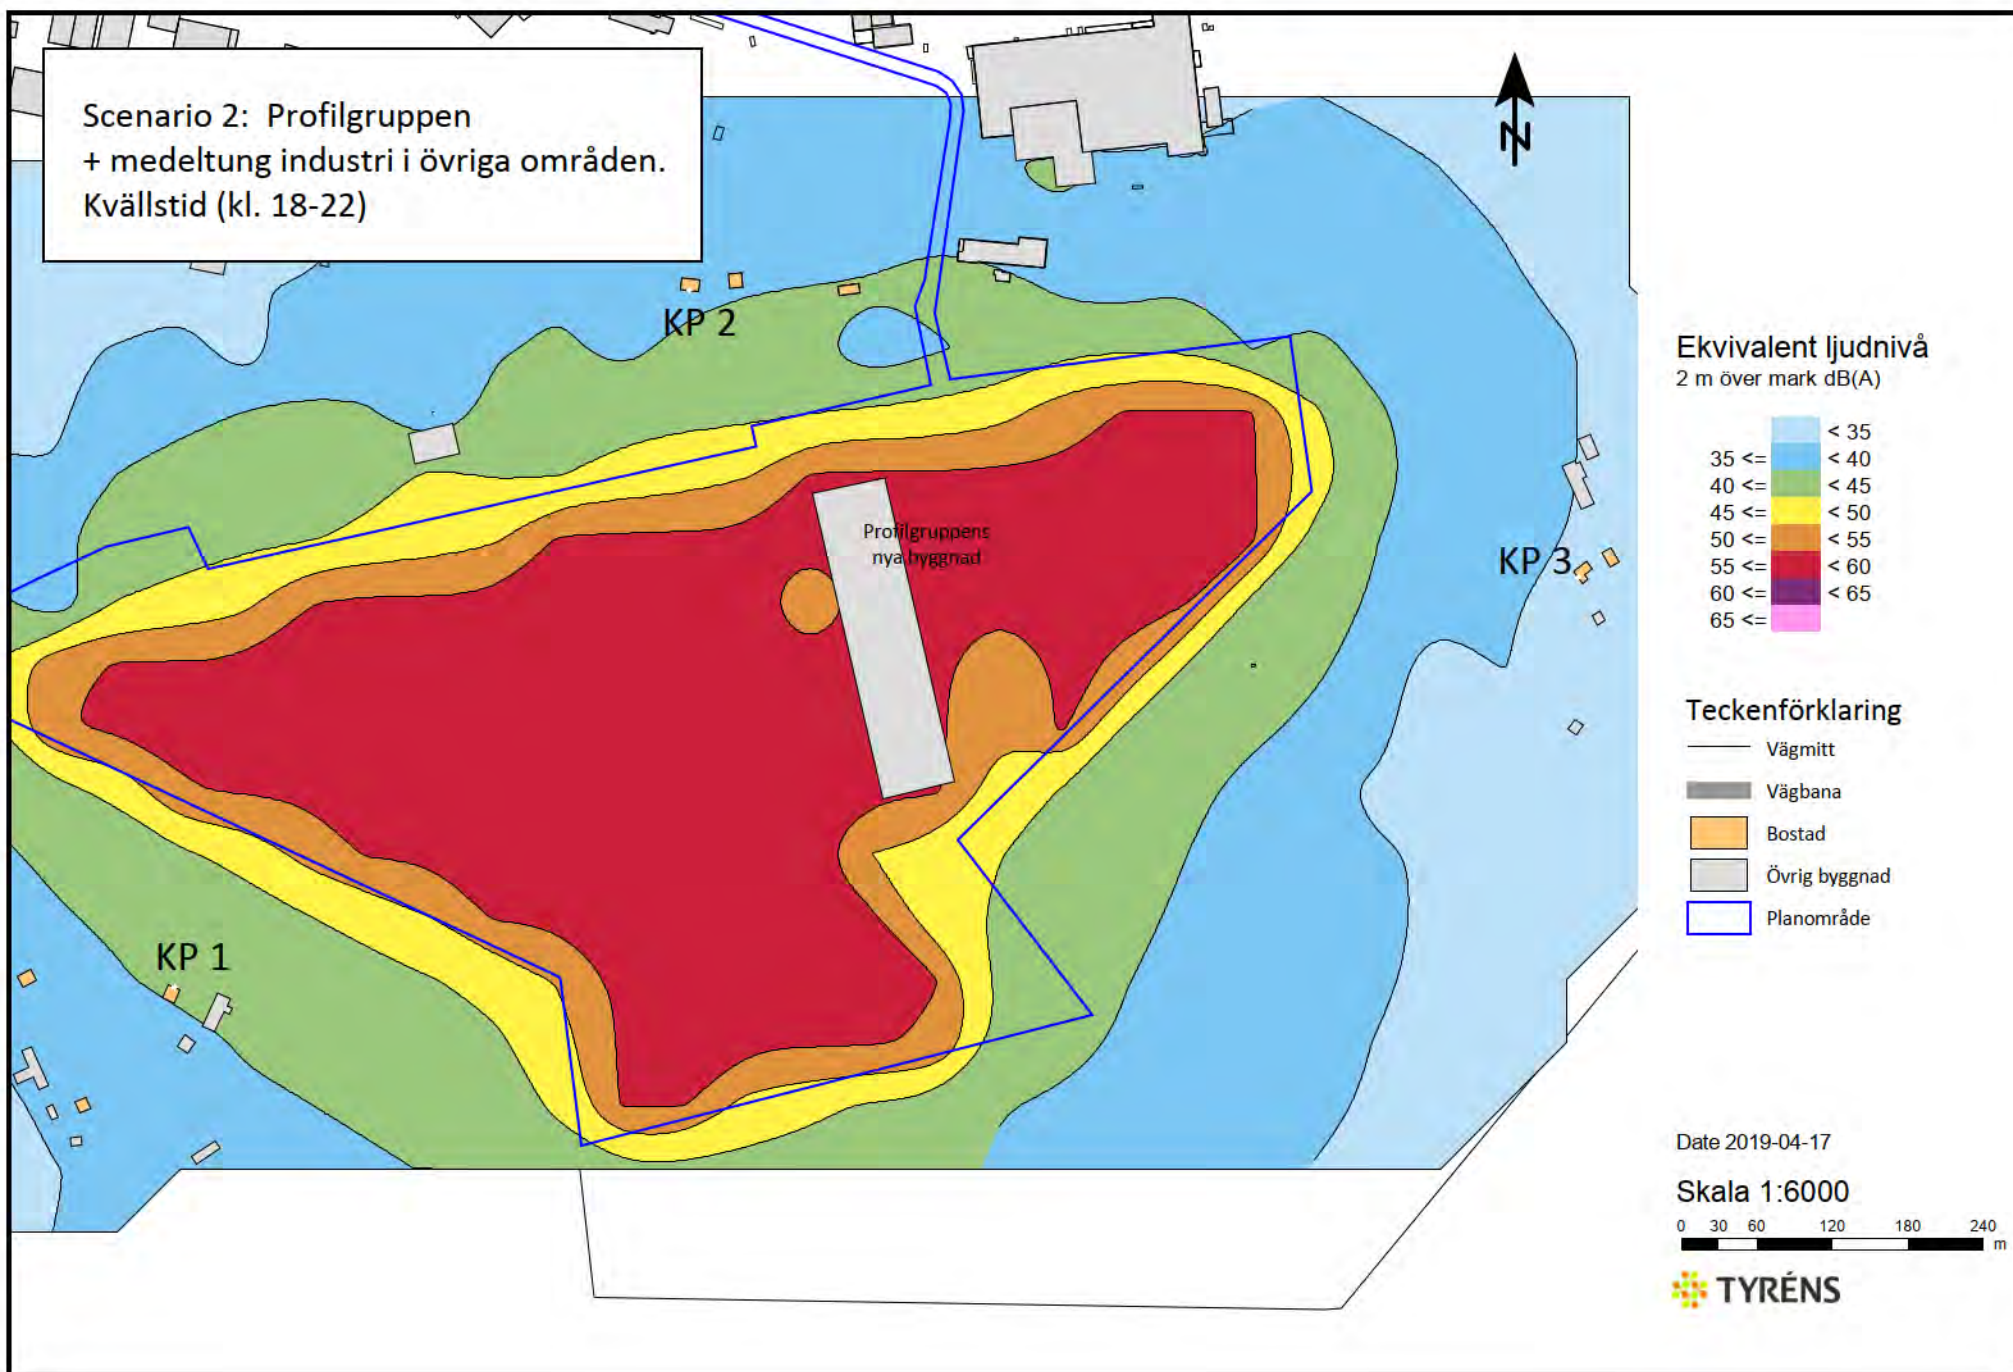 Scenario 2: Profilgruppen
+ medeltung industri i övriga områden.
Kvällstid (kl. 18-22)
N
KP 2
Profilgruppens
nya byggnad
KP 3
KP 1
Ekvivalent ljudnivå
2 m över mark dB(A)
< 35
35 <= < 40
40 <= < 45
45 <= < 50
50 <= < 55
55 <= < 60
60 <= < 65
65 <=
Teckenförklaring
Vägmitt
Vägbana
Bostad
Övrig byggnad
Planområde
Date 2019-04-17
Skala 1:6000
0 30 60 120 180 240
m
TYRÉNS